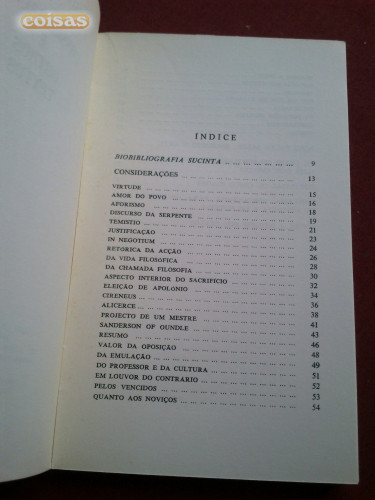 coisas
ÍNDICE
BIOBIBLIOGRAFIA SUCINTA ... ... ... ... ... ... 9
CONSIDERAÇÕES ... ... ... ... ... ... ... ... ... 13
VIRTUDE ... ... ... ... ... ... ... ... ... ... 15
AMOR DO POVO ... ... ... ... ... ... ... ... 16
AFORISMO ... ... ... ... ... ... ... ... ... 18
DISCURSO DA SERPENTE ... ... ... ... ... ... 19
TEMISTIO ... ... ... ... ... ... ... ... ... 21
JUSTIFICAÇÃO ... ... ... ... ... ... ... ... 23
IN NEGOTIUM ... ... ... ... ... ... ... ... 24
RETÓRICA DA ACÇÃO ... ... ... ... ... ... ... 26
DA VIDA FILOSÓFICA ... ... ... ... ... ... ... 28
DA CHAMADA FILOSOFIA ... ... ... ... ... ... 30
ASPECTO INTERIOR DO SACRIFÍCIO ... ... ... ... 32
ELEIÇÃO DE APOLÓNIO ... ... ... ... ... ... 34
CIRENEUS ... ... ... ... ... ... ... ... ... 36
ALICERCE ... ... ... ... ... ... ... ... ... 38
PROJECTO DE UM MESTRE ... ... ... ... ... ... 41
SANDERSON OF OUNDLE ... ... ... ... ... ... 43
RESUMO ... ... ... ... ... ... ... ... ... 46
VALOR DA OPOSIÇÃO ... ... ... ... ... ... ... 48
DA EMULAÇÃO ... ... ... ... ... ... ... ... 49
DO PROFESSOR E DA CULTURA ... ... ... ... ... 51
EM LOUVOR DO CONTRÁRIO ... ... ... ... ... ... 52
PELOS VENCIDOS ... ... ... ... ... ... ... ... 53
QUANTO AOS NOVIÇOS ... ... ... ... ... ... ... 54